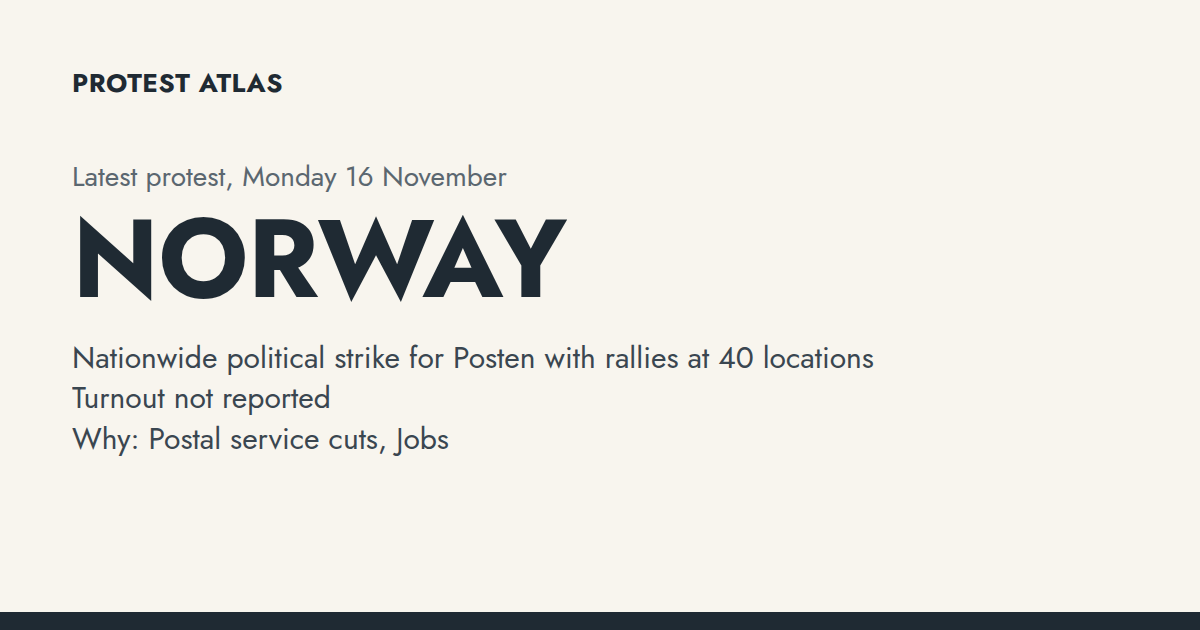 PROTEST ATLAS
Latest protest, Monday 16 November
NORWAY
Nationwide political strike for Posten with rallies at 40 locations
Turnout not reported
Why: Postal service cuts, Jobs